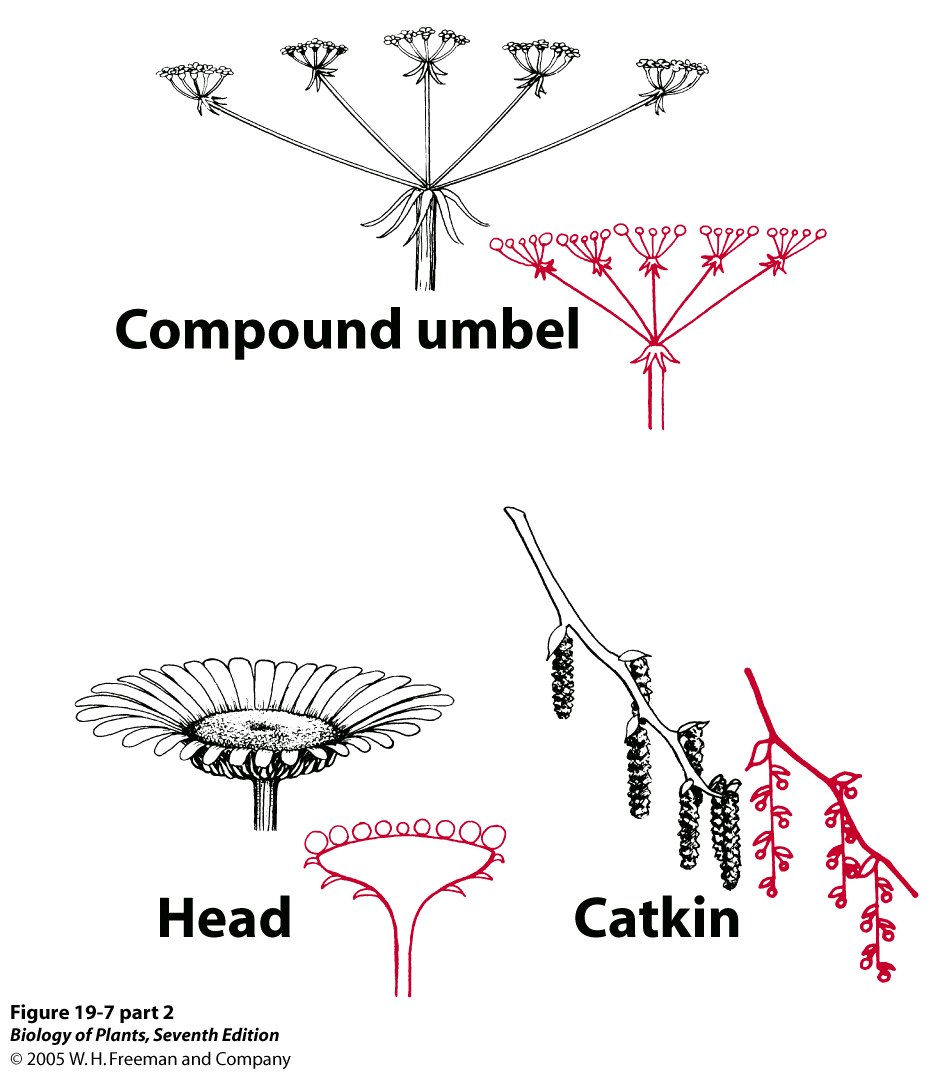 Compound umbel
Head
Catkin
Figure 19-7 part 2
Biology of Plants, Seventh Edition
© 2005 W. H. Freeman and Company